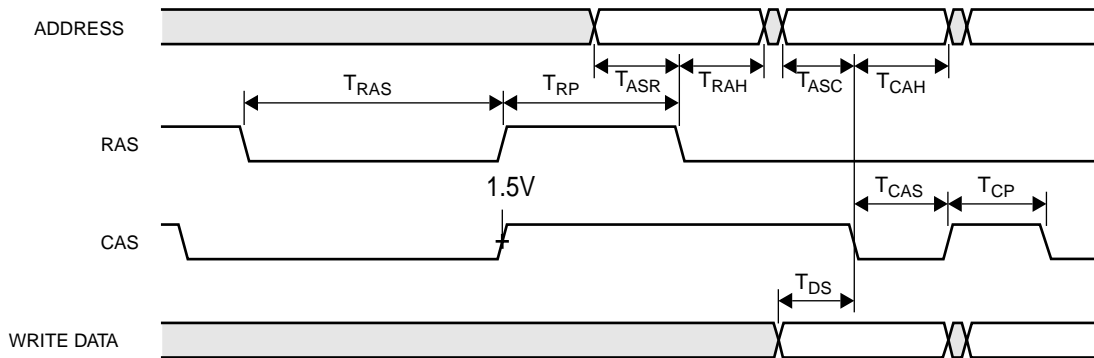 ADDRESS
TASR TRAH TASC TCAH
TRAS TRP
RAS
1.5V
TCAS TCP
CAS
TDS
WRITE DATA